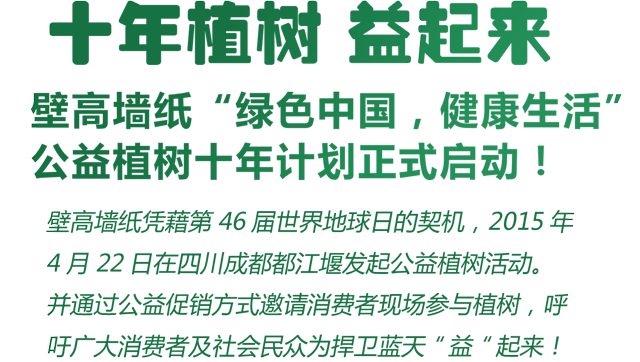 十年植树 益起来
壁高墙纸“绿色中国，健康生活”
公益植树十年计划正式启动！
壁高墙纸凭藉第 46 届世界地球日的契机，2015 年
4 月 22 日在四川成都都江堰发起公益植树活动。
并通过公益促销方式邀请消费者现场参与植树，呼
吁广大消费者及社会民众为捍卫蓝天“ 益 “ 起来！